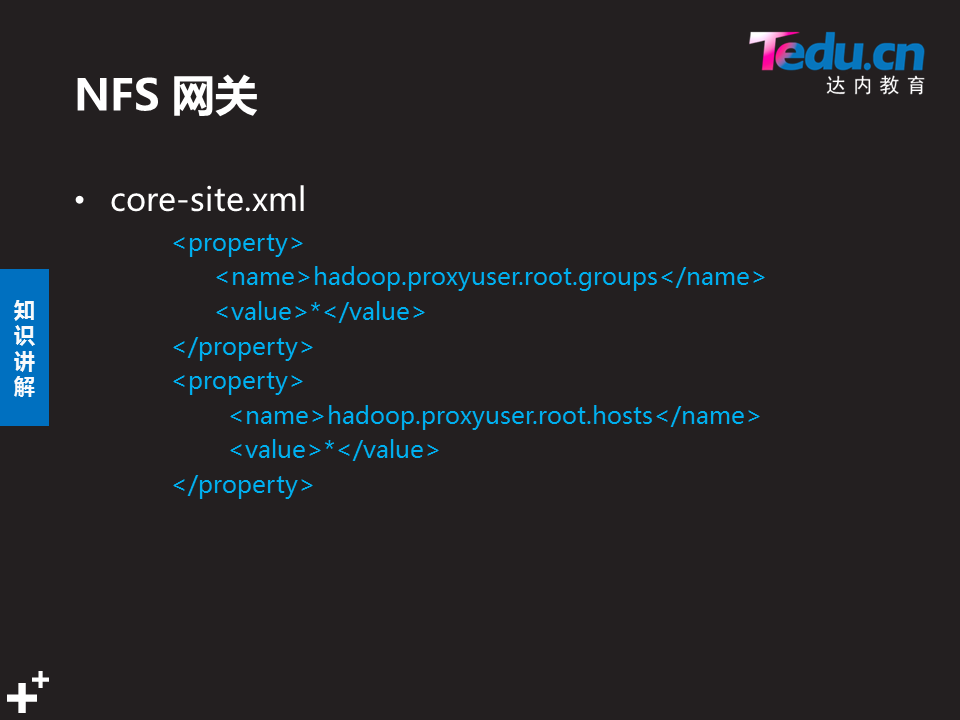 Tedu.cn
达内教育
NFS 网关
• core-site.xml
<property>
<name>hadoop.proxyuser.root.groups</name>
<value>*</value>
</property>
<property>
<name>hadoop.proxyuser.root.hosts</name>
<value>*</value>
</property>
知
识
讲
解